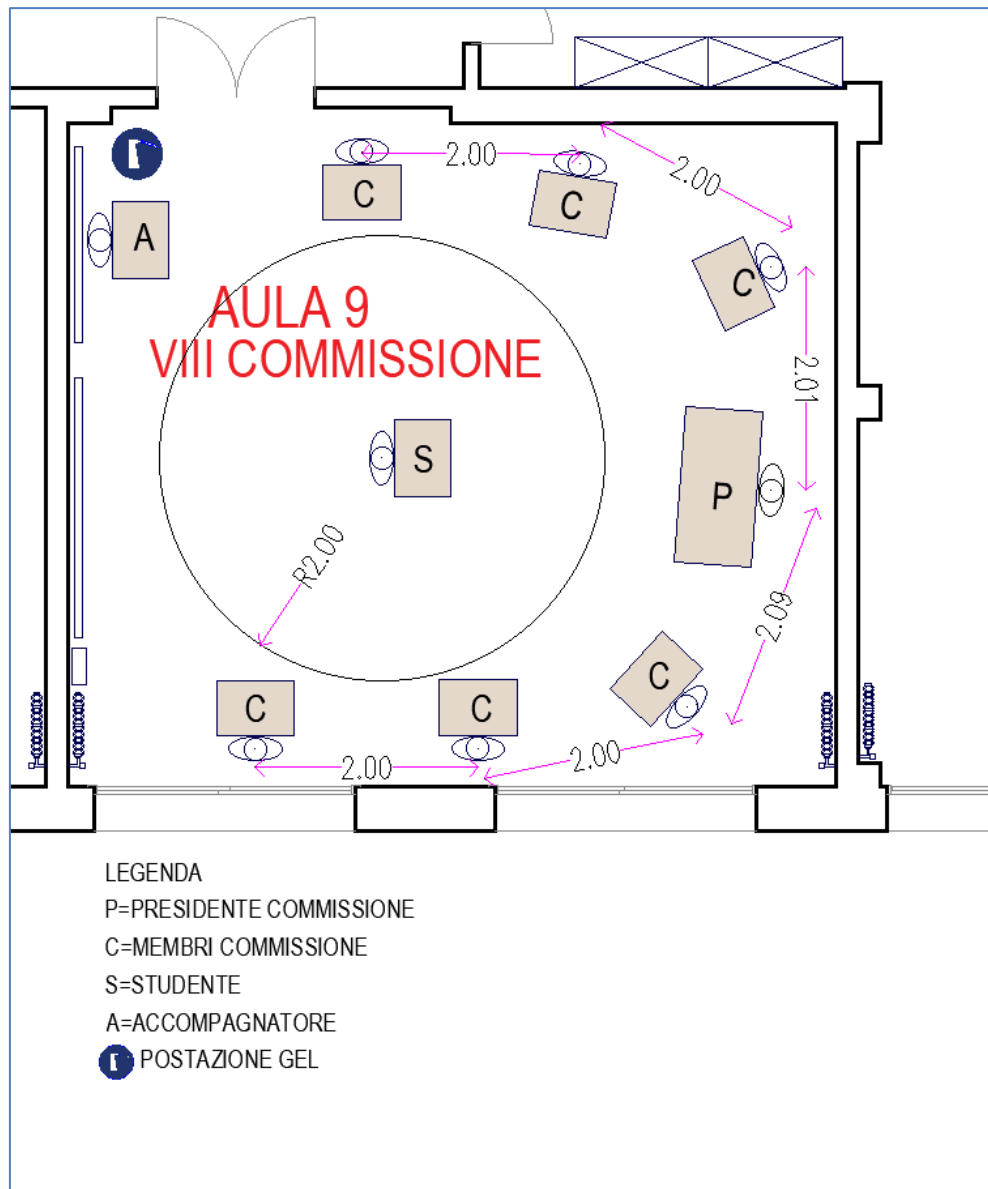 2.00
2.00
C
C
A
C
AULA 9
VIII COMMISSIONE
2.01
S
P
R2.00
2.09
C
C
C
2.00
2.00
LEGENDA
P=PRESIDENTE COMMISSIONE
C=MEMBRI COMMISSIONE
S=STUDENTE
A=ACCOMPAGNATORE
POSTAZIONE GEL